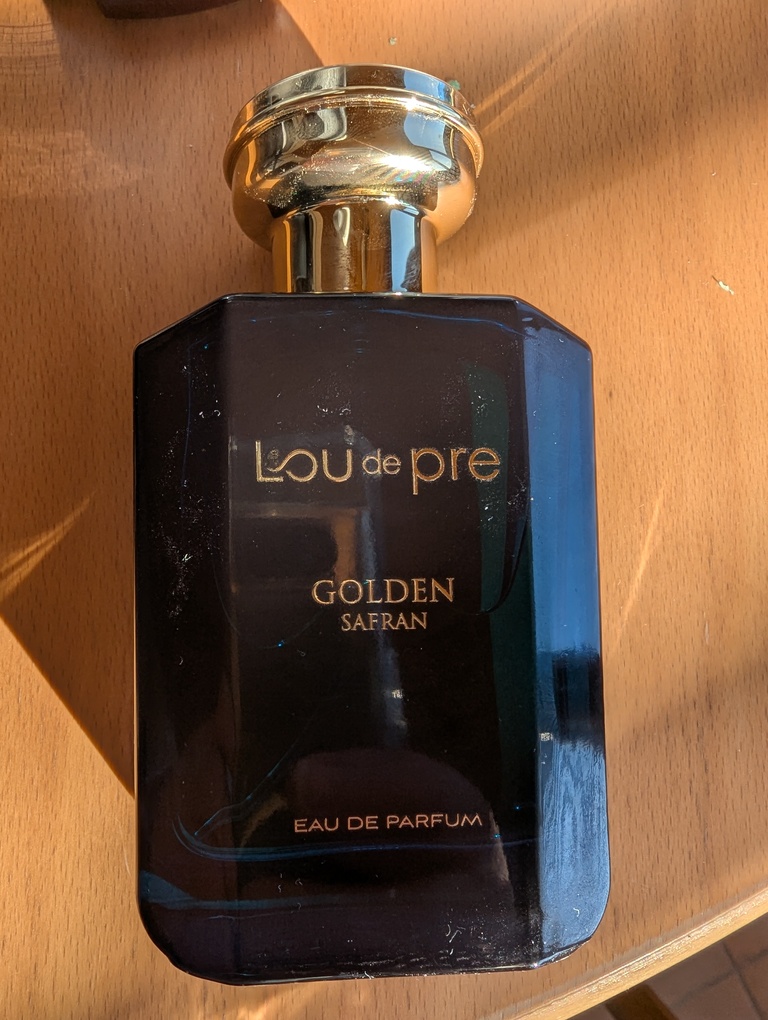 Lou de pre
GOLDEN
SAFRAN
EAU DE PARFUM